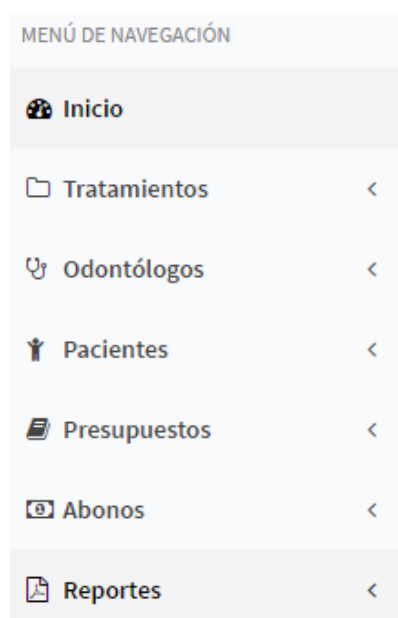 MENÚ DE NAVEGACIÓN
Inicio
Tratamientos
Odontólogos
Pacientes
Presupuestos
Abonos
Reportes